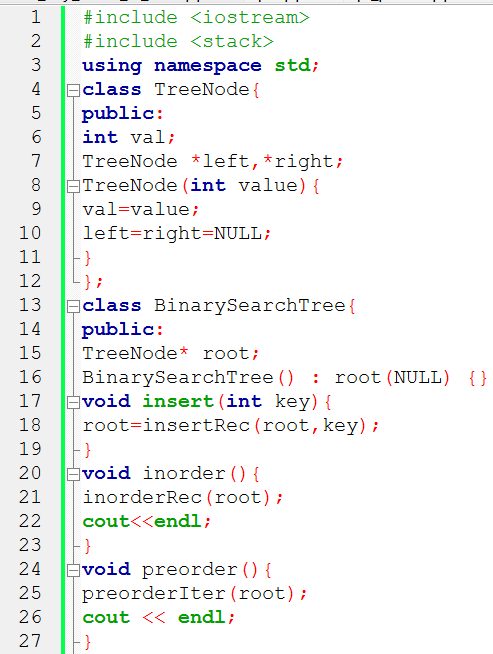 1 #include <iostream>
2 #include <stack>
3 using namespace std;
4 class TreeNode{
5 public:
6 int val;
7 TreeNode *left,*right;
8 TreeNode(int value){
9 val=value;
10 left=right=NULL;
11 }
12 };
13 class BinarySearchTree{
14 public:
15 TreeNode* root;
16 BinarySearchTree() : root(NULL) {}
17 void insert(int key){
18 root=insertRec(root,key);
19 }
20 void inorder(){
21 inorderRec(root);
22 cout<<endl;
23 }
24 void preorder(){
25 preorderIter(root);
26 cout << endl;
27 }